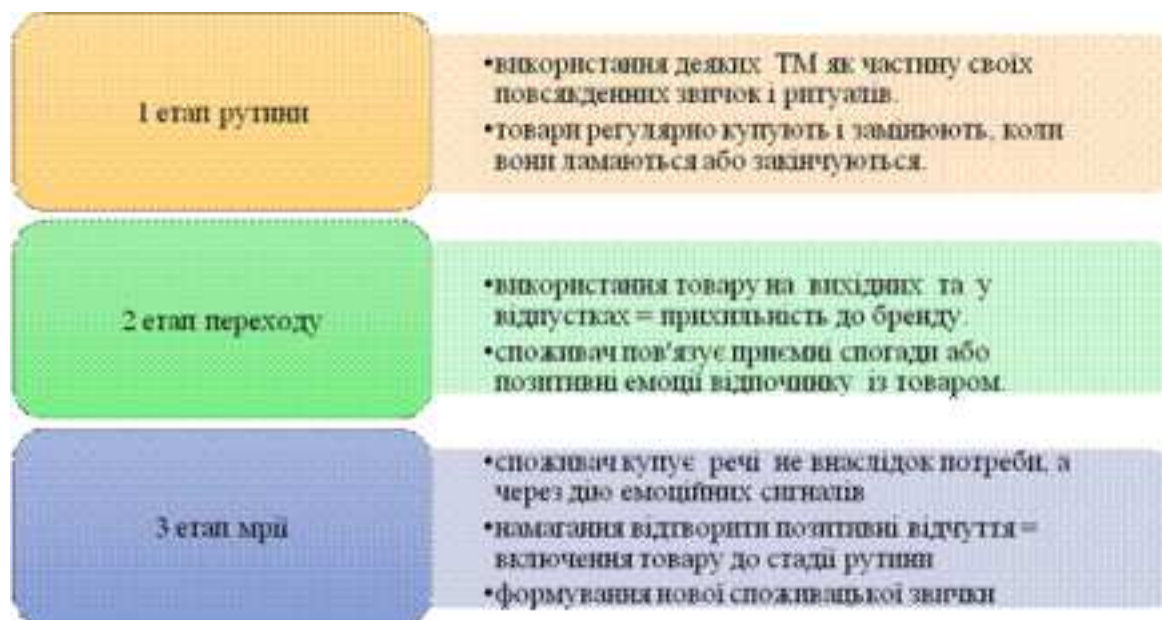 1 етап рутини
•використання деяких ТМ як частину своїх
повсякденних звичок і ритуалів.
•товари регулярно купують і замінюють, коли
вони ламаються або закінчуються.
2 етап переходу
•використання товару на вихідних та у
відпустках = прихильність до бренду.
•споживач пов'язує приємні спогади або
позитивні емоції відпочинку із товаром.
3 етап мрії
•споживач купує речі не внаслідок потреби, а
через дію емоційних сигналів
•намагання відтворити позитивні відчуття =
включення товару до стадії рутини
•формування нової споживацької звички